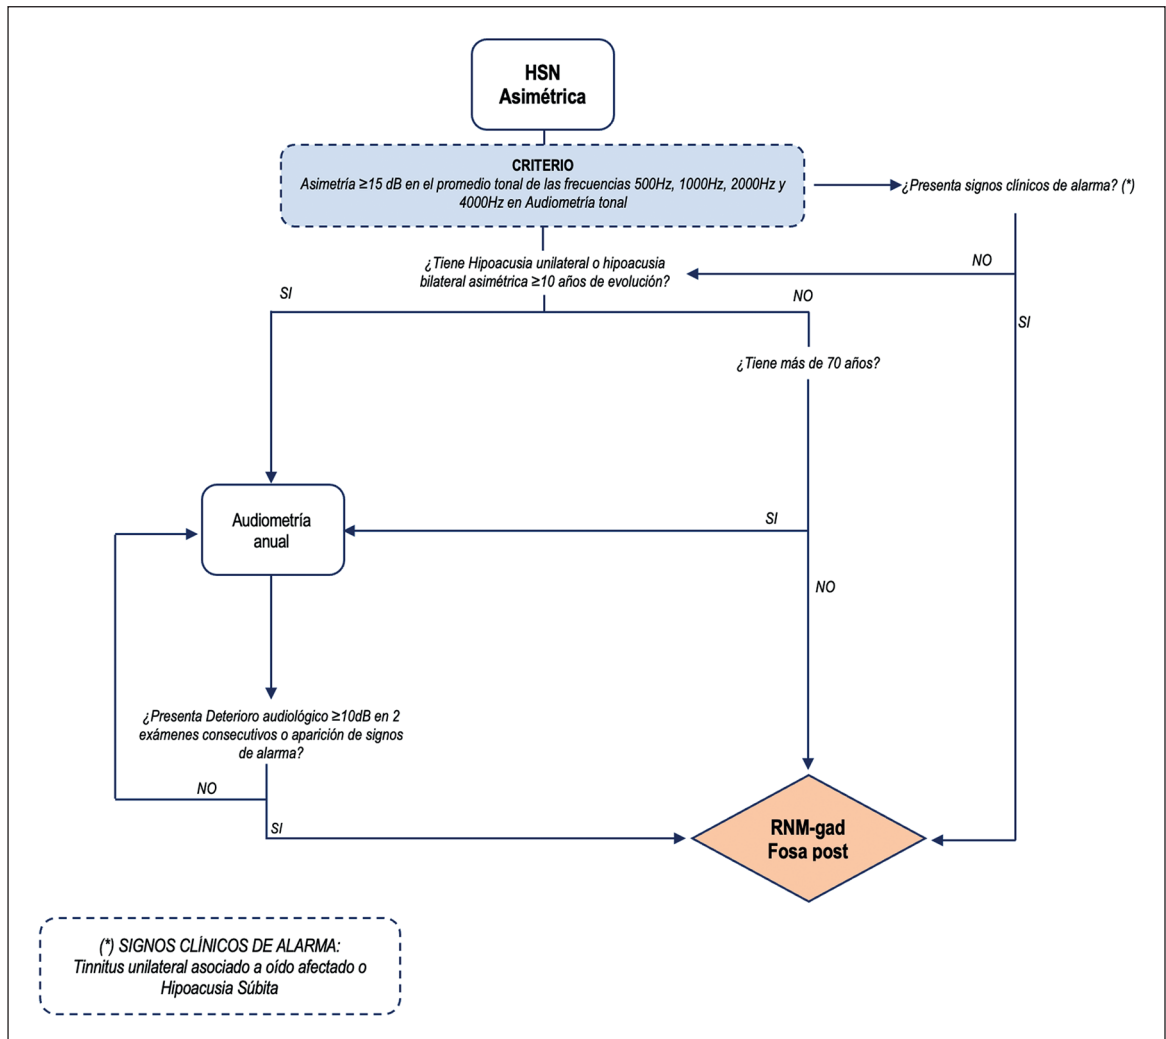 HSN
Asimétrica
CRITERIO
Asimetría ≥15 dB en el promedio tonal de las frecuencias 500Hz, 1000Hz, 2000Hz y
4000Hz en Audiometría tonal
¿Presenta signos clínicos de alarma? (*)
¿Tiene Hipoacusia unilateral o hipoacusia
bilateral asimétrica ≥10 años de evolución?
NO
SI
NO
SI
¿Tiene más de 70 años?
Audiometría
anual
SI
NO
¿Presenta Deterioro audiológico ≥10dB en 2
exámenes consecutivos o aparición de signos
de alarma?
NO
SI
RNM-gad
Fosa post
(*) SIGNOS CLÍNICOS DE ALARMA:
Tinnitus unilateral asociado a oído afectado o
Hipoacusia Súbita